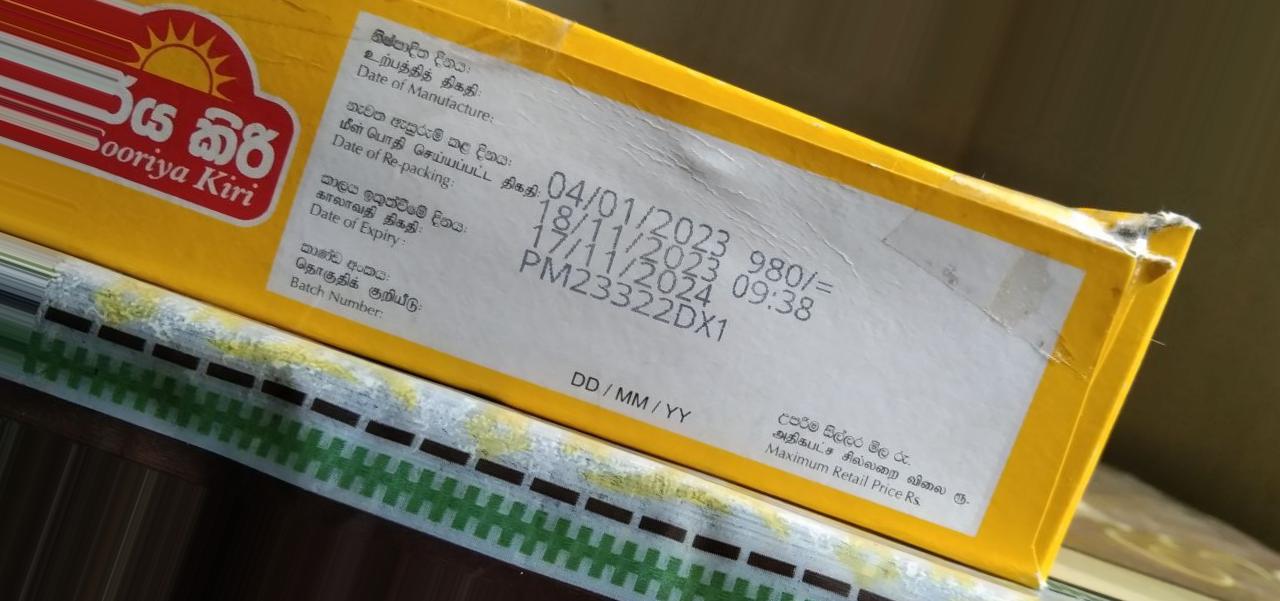 ය කිරි
ooriya Kiri
නිෂ්පාදිත දිනය:
உற்பத்தித் திகதி:
Date of Manufacture:
නැවත ඇසුරුම් කළ දිනය:
மீள் பொதி செய்யப்பட்ட திகதி:
Date of Re-packing:
කාලය ඉකුත්වීමේ දිනය:
காலாவதி திகதி:
Date of Expiry:
කාණ්ඩ අංකය:
தொகுதிக் குறியீடு:
Batch Number:
04/01/2023 980/=
18/11/2023 09:38
17/11/2024
PM23322DX1
DD / MM / YY
උපරිම සිල්ලර මිල රු.
அதிகபட்ச சில்லறை விலை ரூ.
Maximum Retail Price Rs.